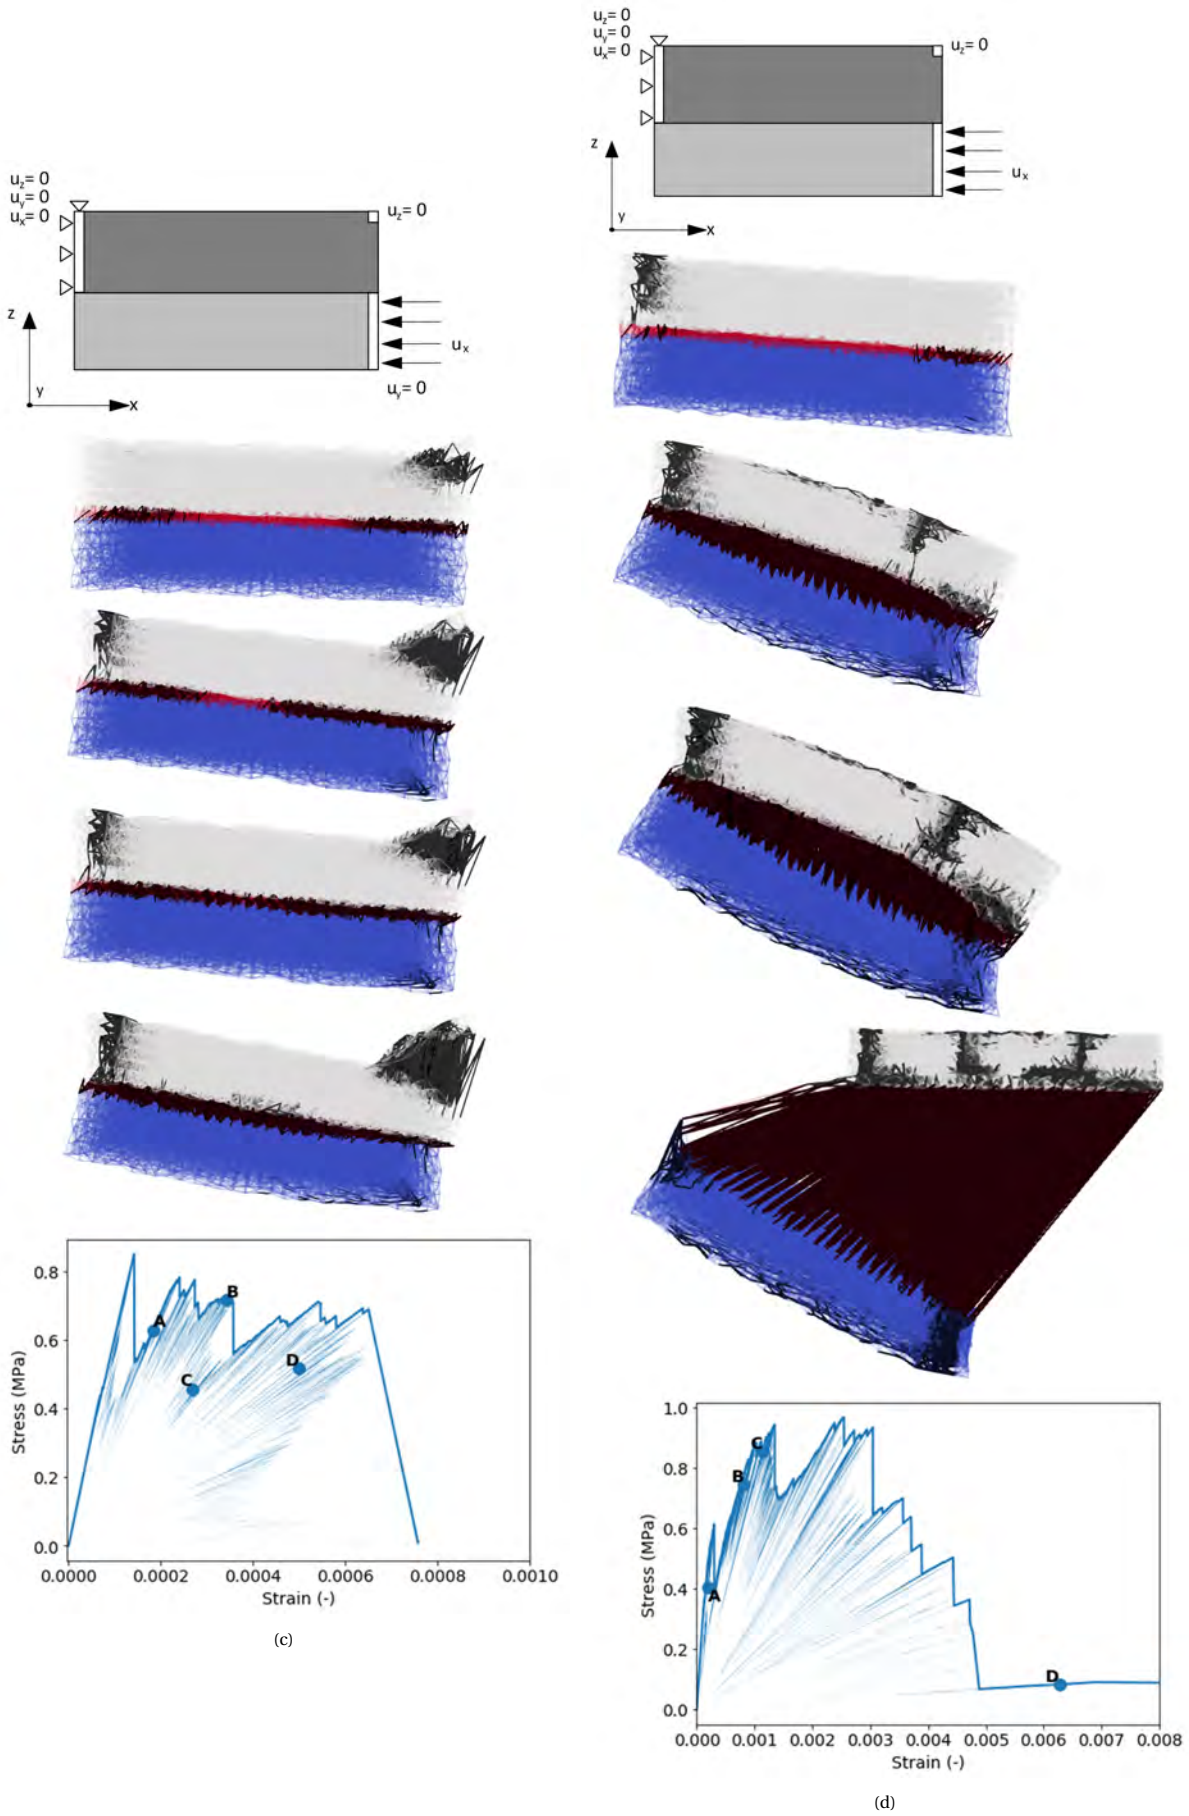 u_z= 0
u_y= 0
u_x= 0
u_z= 0
z
u_x
y
x
u_y= 0
0.8
0.6
0.4
0.2
0.0
Stress (MPa)
A
B
C
D
0.0000 0.0002 0.0004 0.0006 0.0008 0.0010
Strain (-)
(c)
u_z= 0
u_y= 0
u_x= 0
u_z= 0
z
u_x
y
x
1.0
0.8
0.6
0.4
0.2
0.0
Stress (MPa)
C
B
A
D
0.000 0.001 0.002 0.003 0.004 0.005 0.006 0.007 0.008
Strain (-)
(d)